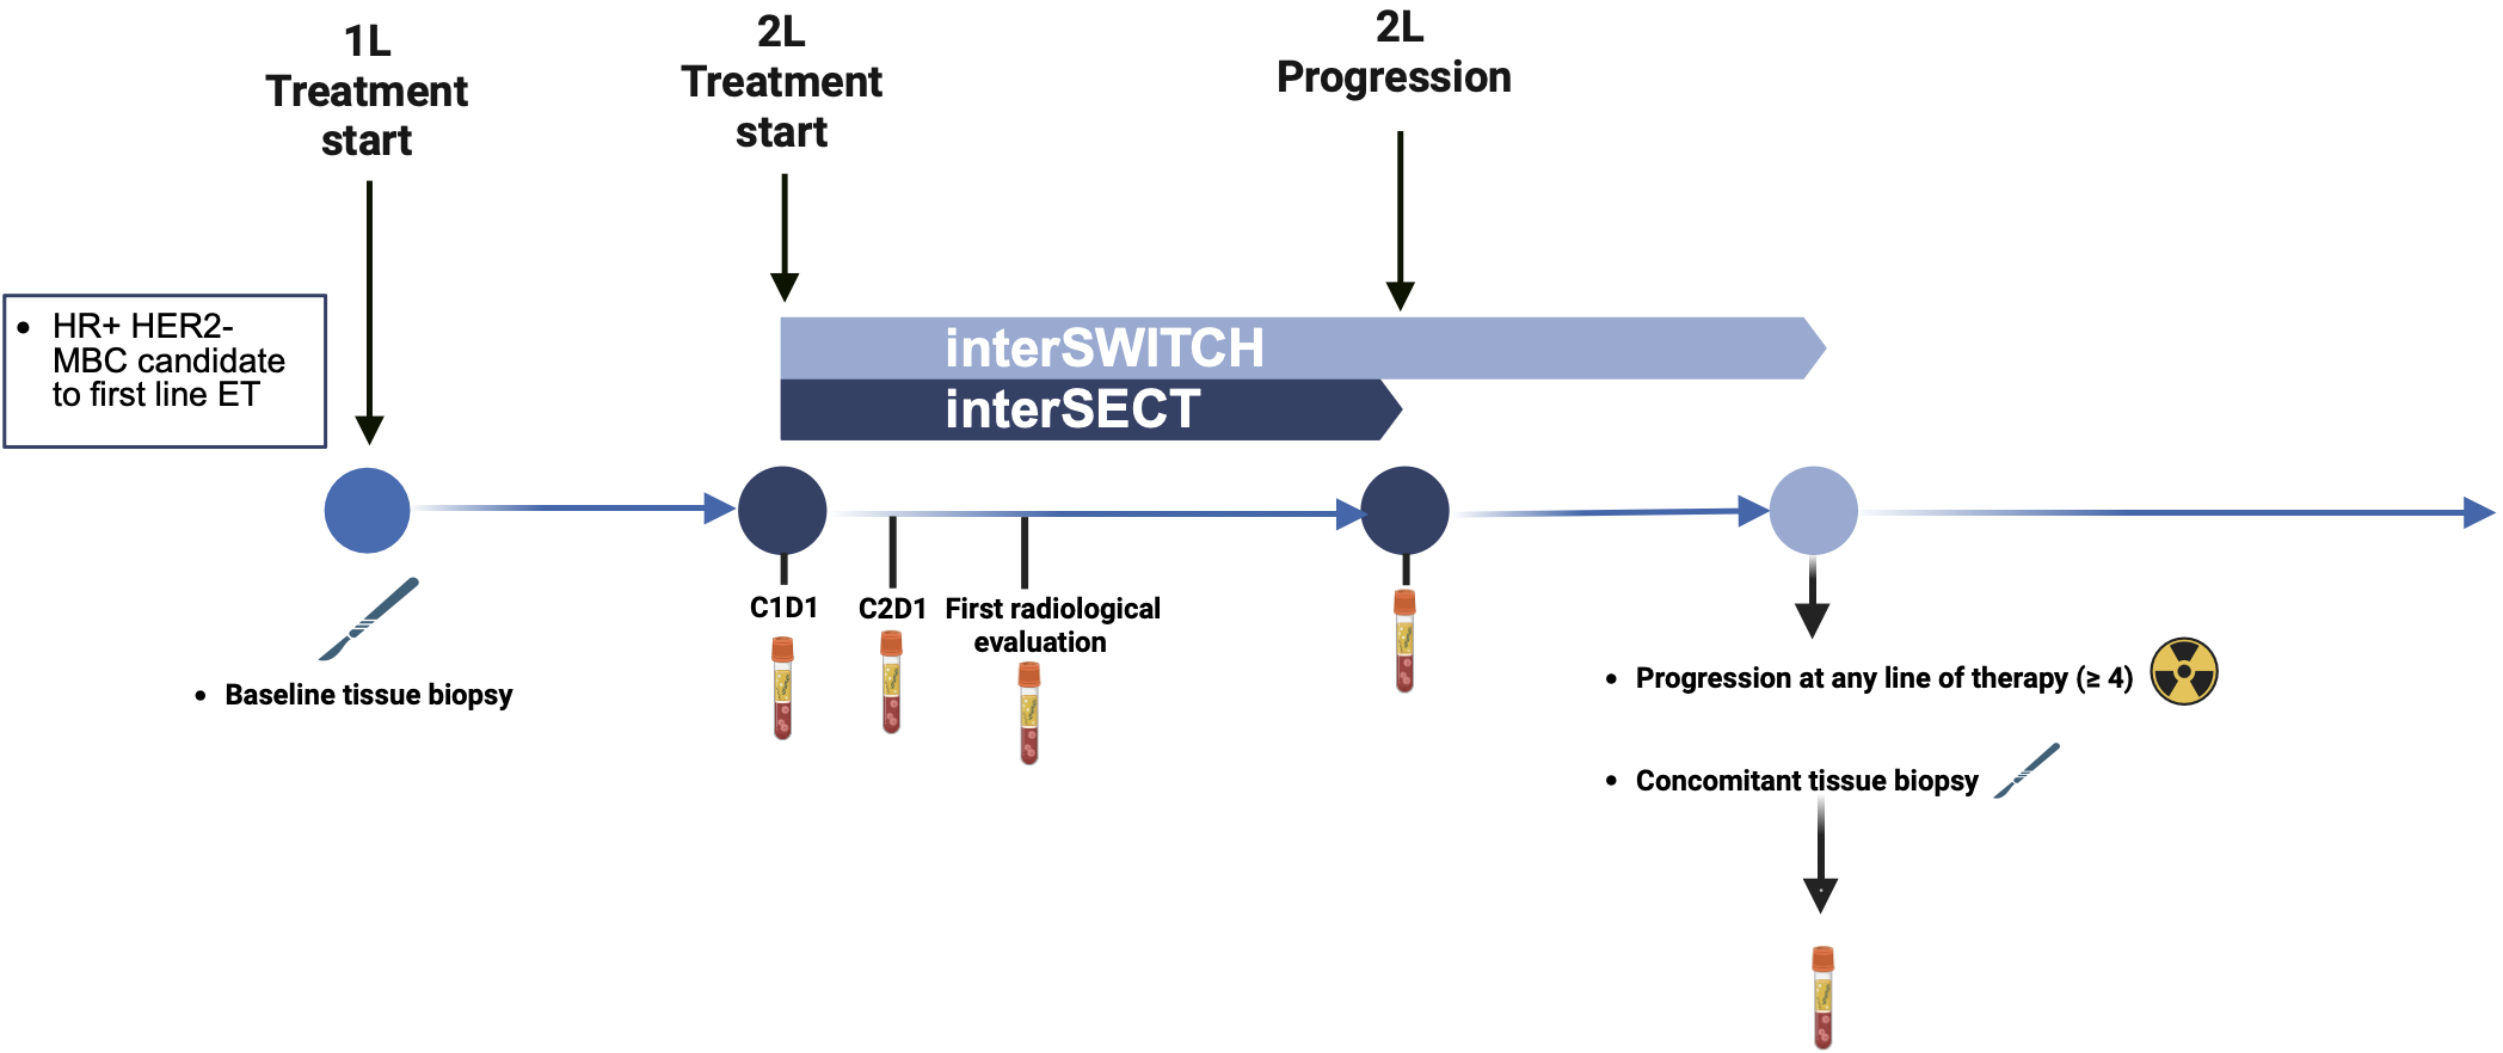 1L
Treatment
start
2L
Treatment
start
2L
Progression
• HR+ HER2-
MBC candidate
to first line ET
interSWITCH
interSECT
C1D1
C2D1
First radiological
evaluation
• Baseline tissue biopsy
• Progression at any line of therapy (≥ 4)
• Concomitant tissue biopsy